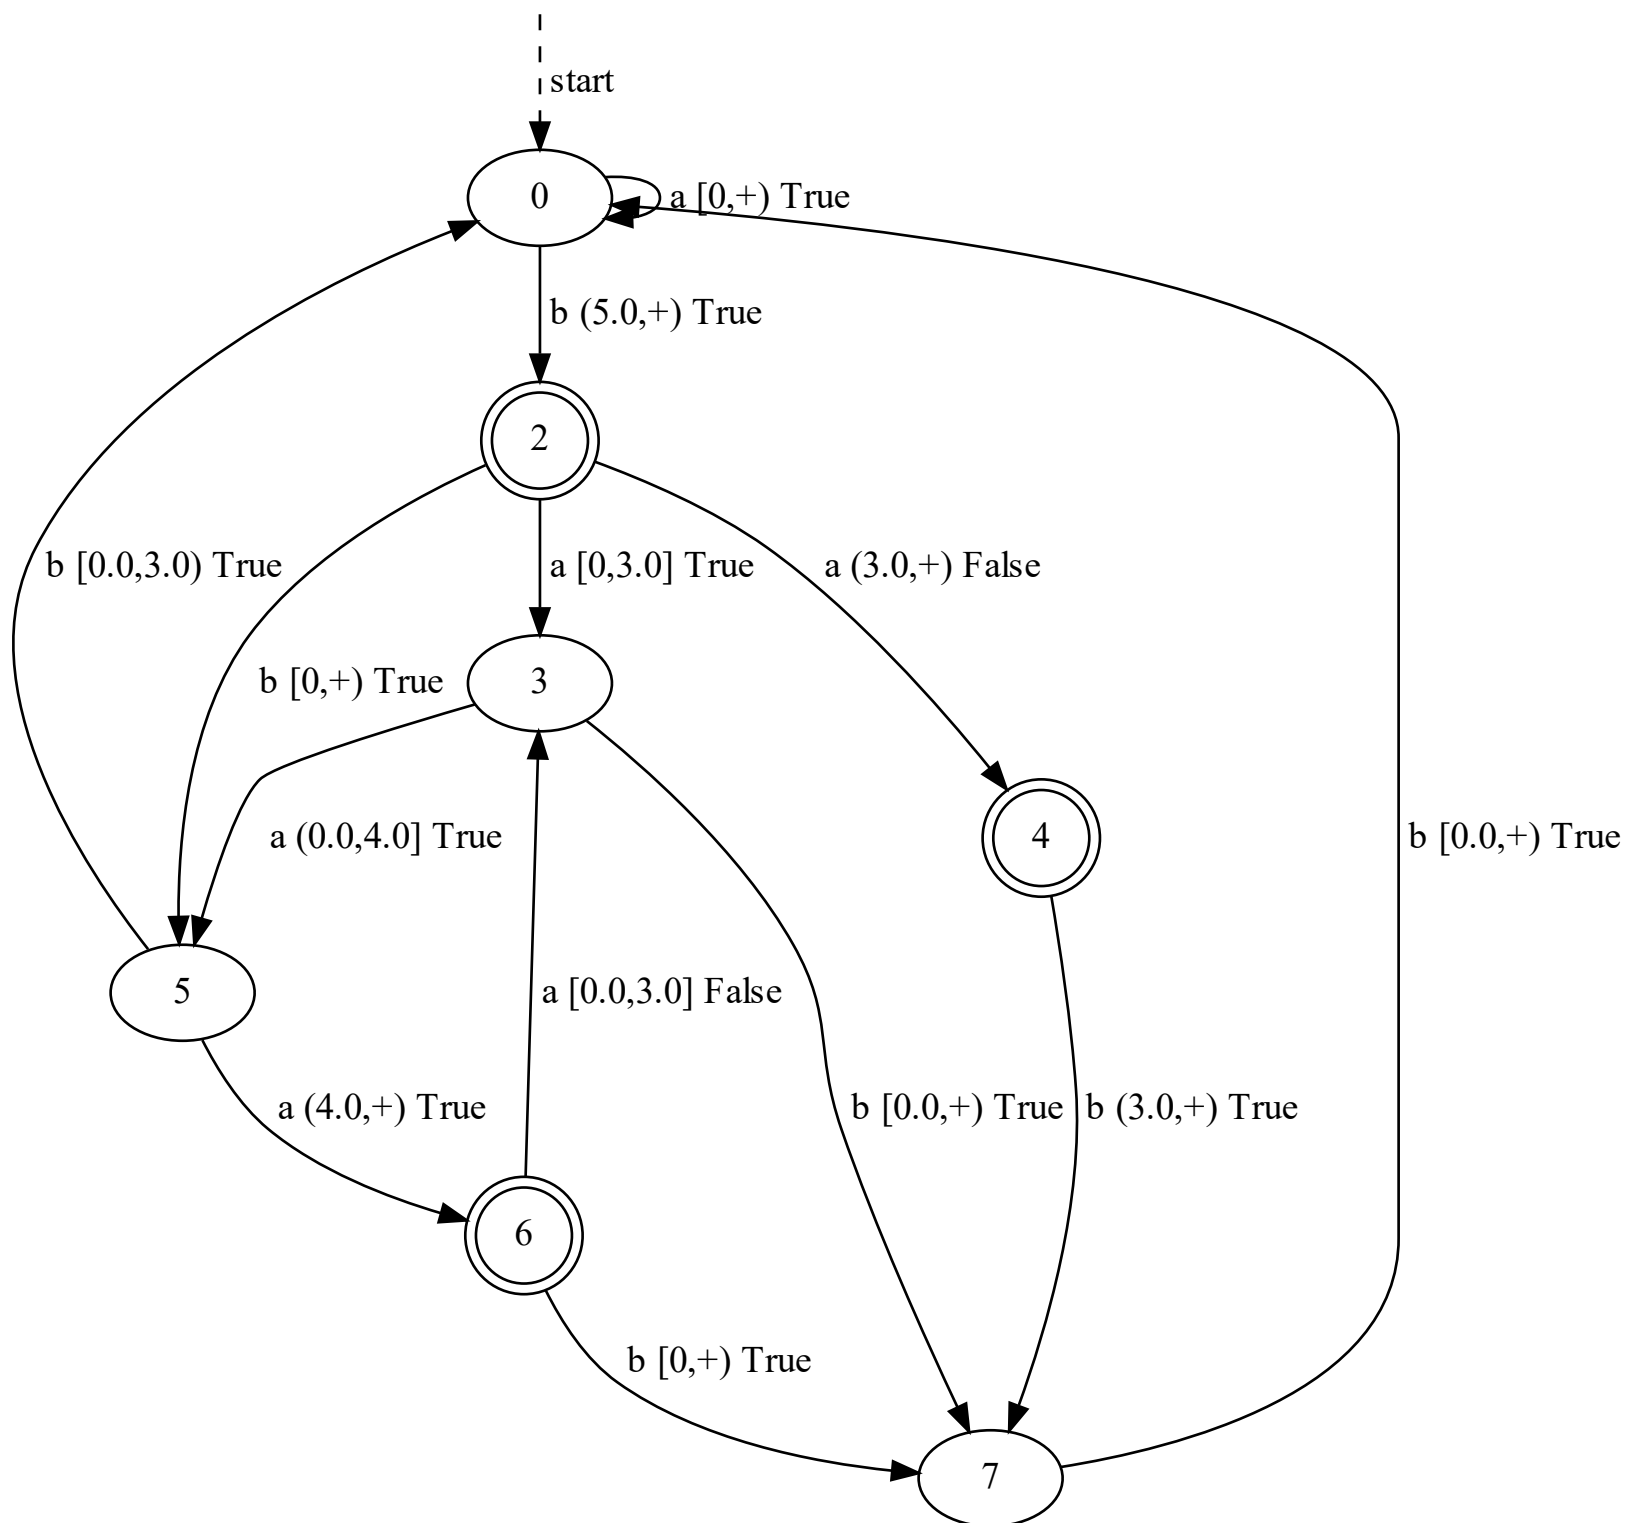 start
0
a [0,+) True
b (5.0,+) True
2
b [0.0,3.0) True
a [0,3.0] True
a (3.0,+) False
b [0,+) True
3
a (0.0,4.0] True
4
b [0.0,+) True
5
a [0.0,3.0] False
a (4.0,+) True
b [0.0,+) True
b (3.0,+) True
6
b [0,+) True
7